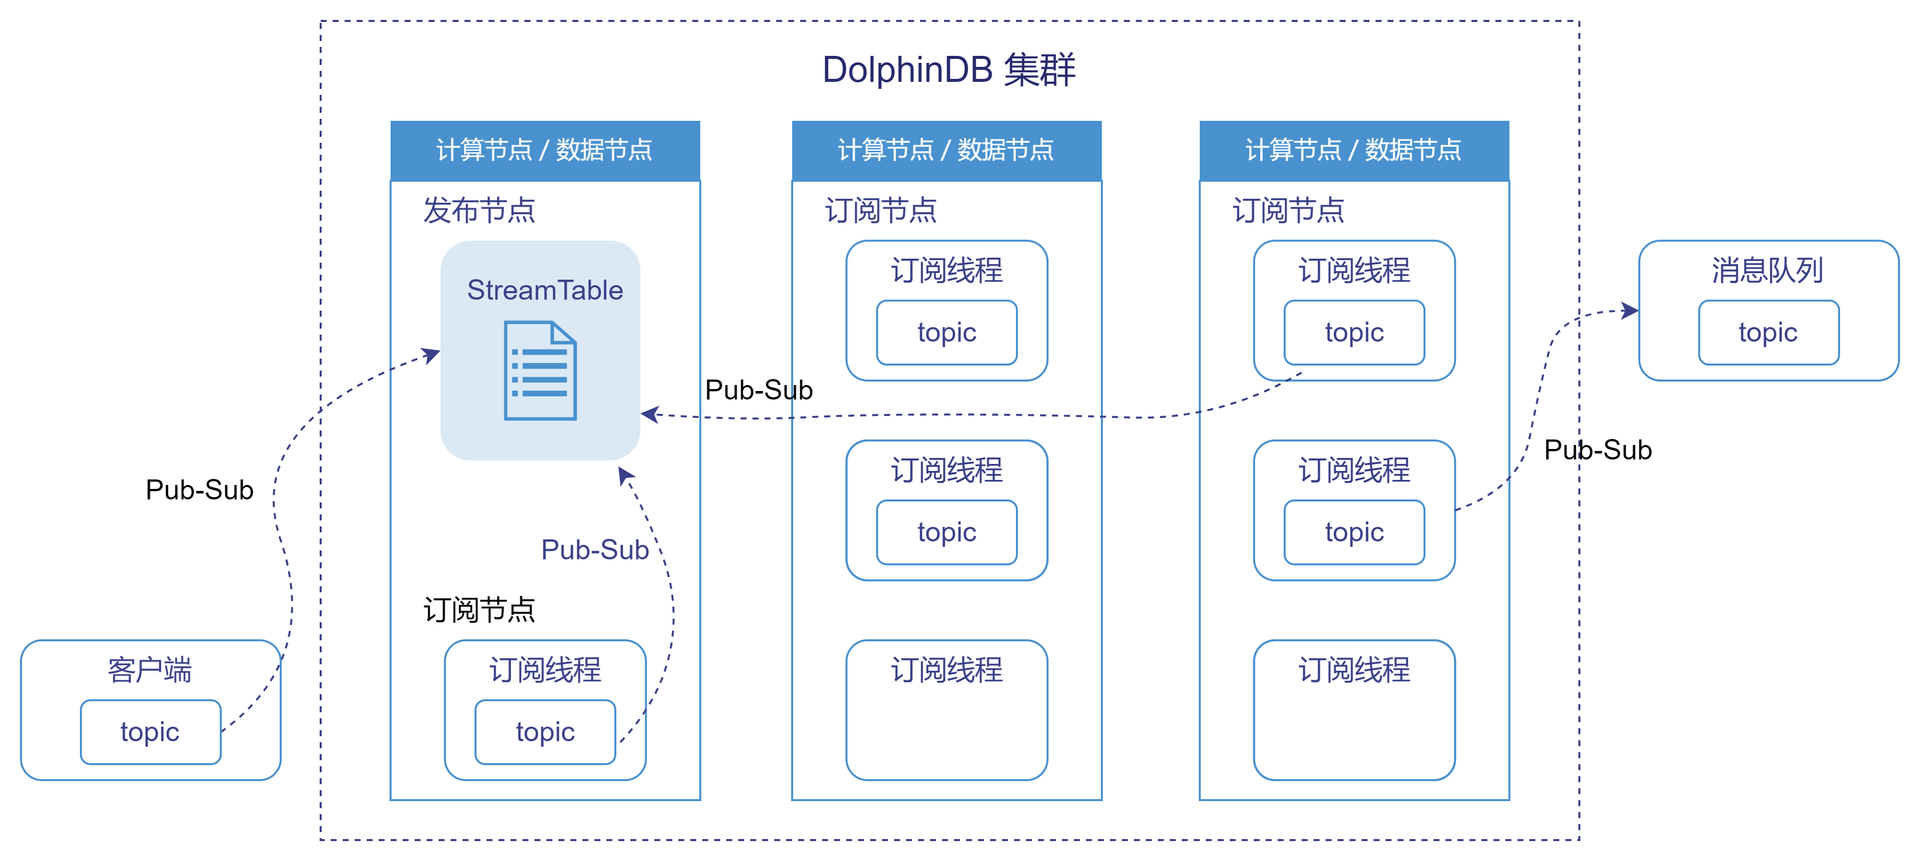 DolphinDB 集群
计算节点 / 数据节点
发布节点
StreamTable
Pub-Sub
订阅节点
订阅线程
topic
计算节点 / 数据节点
订阅节点
订阅线程
topic
订阅线程
topic
订阅线程
计算节点 / 数据节点
订阅节点
订阅线程
topic
订阅线程
topic
订阅线程
Pub-Sub
Pub-Sub
客户端
topic
Pub-Sub
消息队列
topic